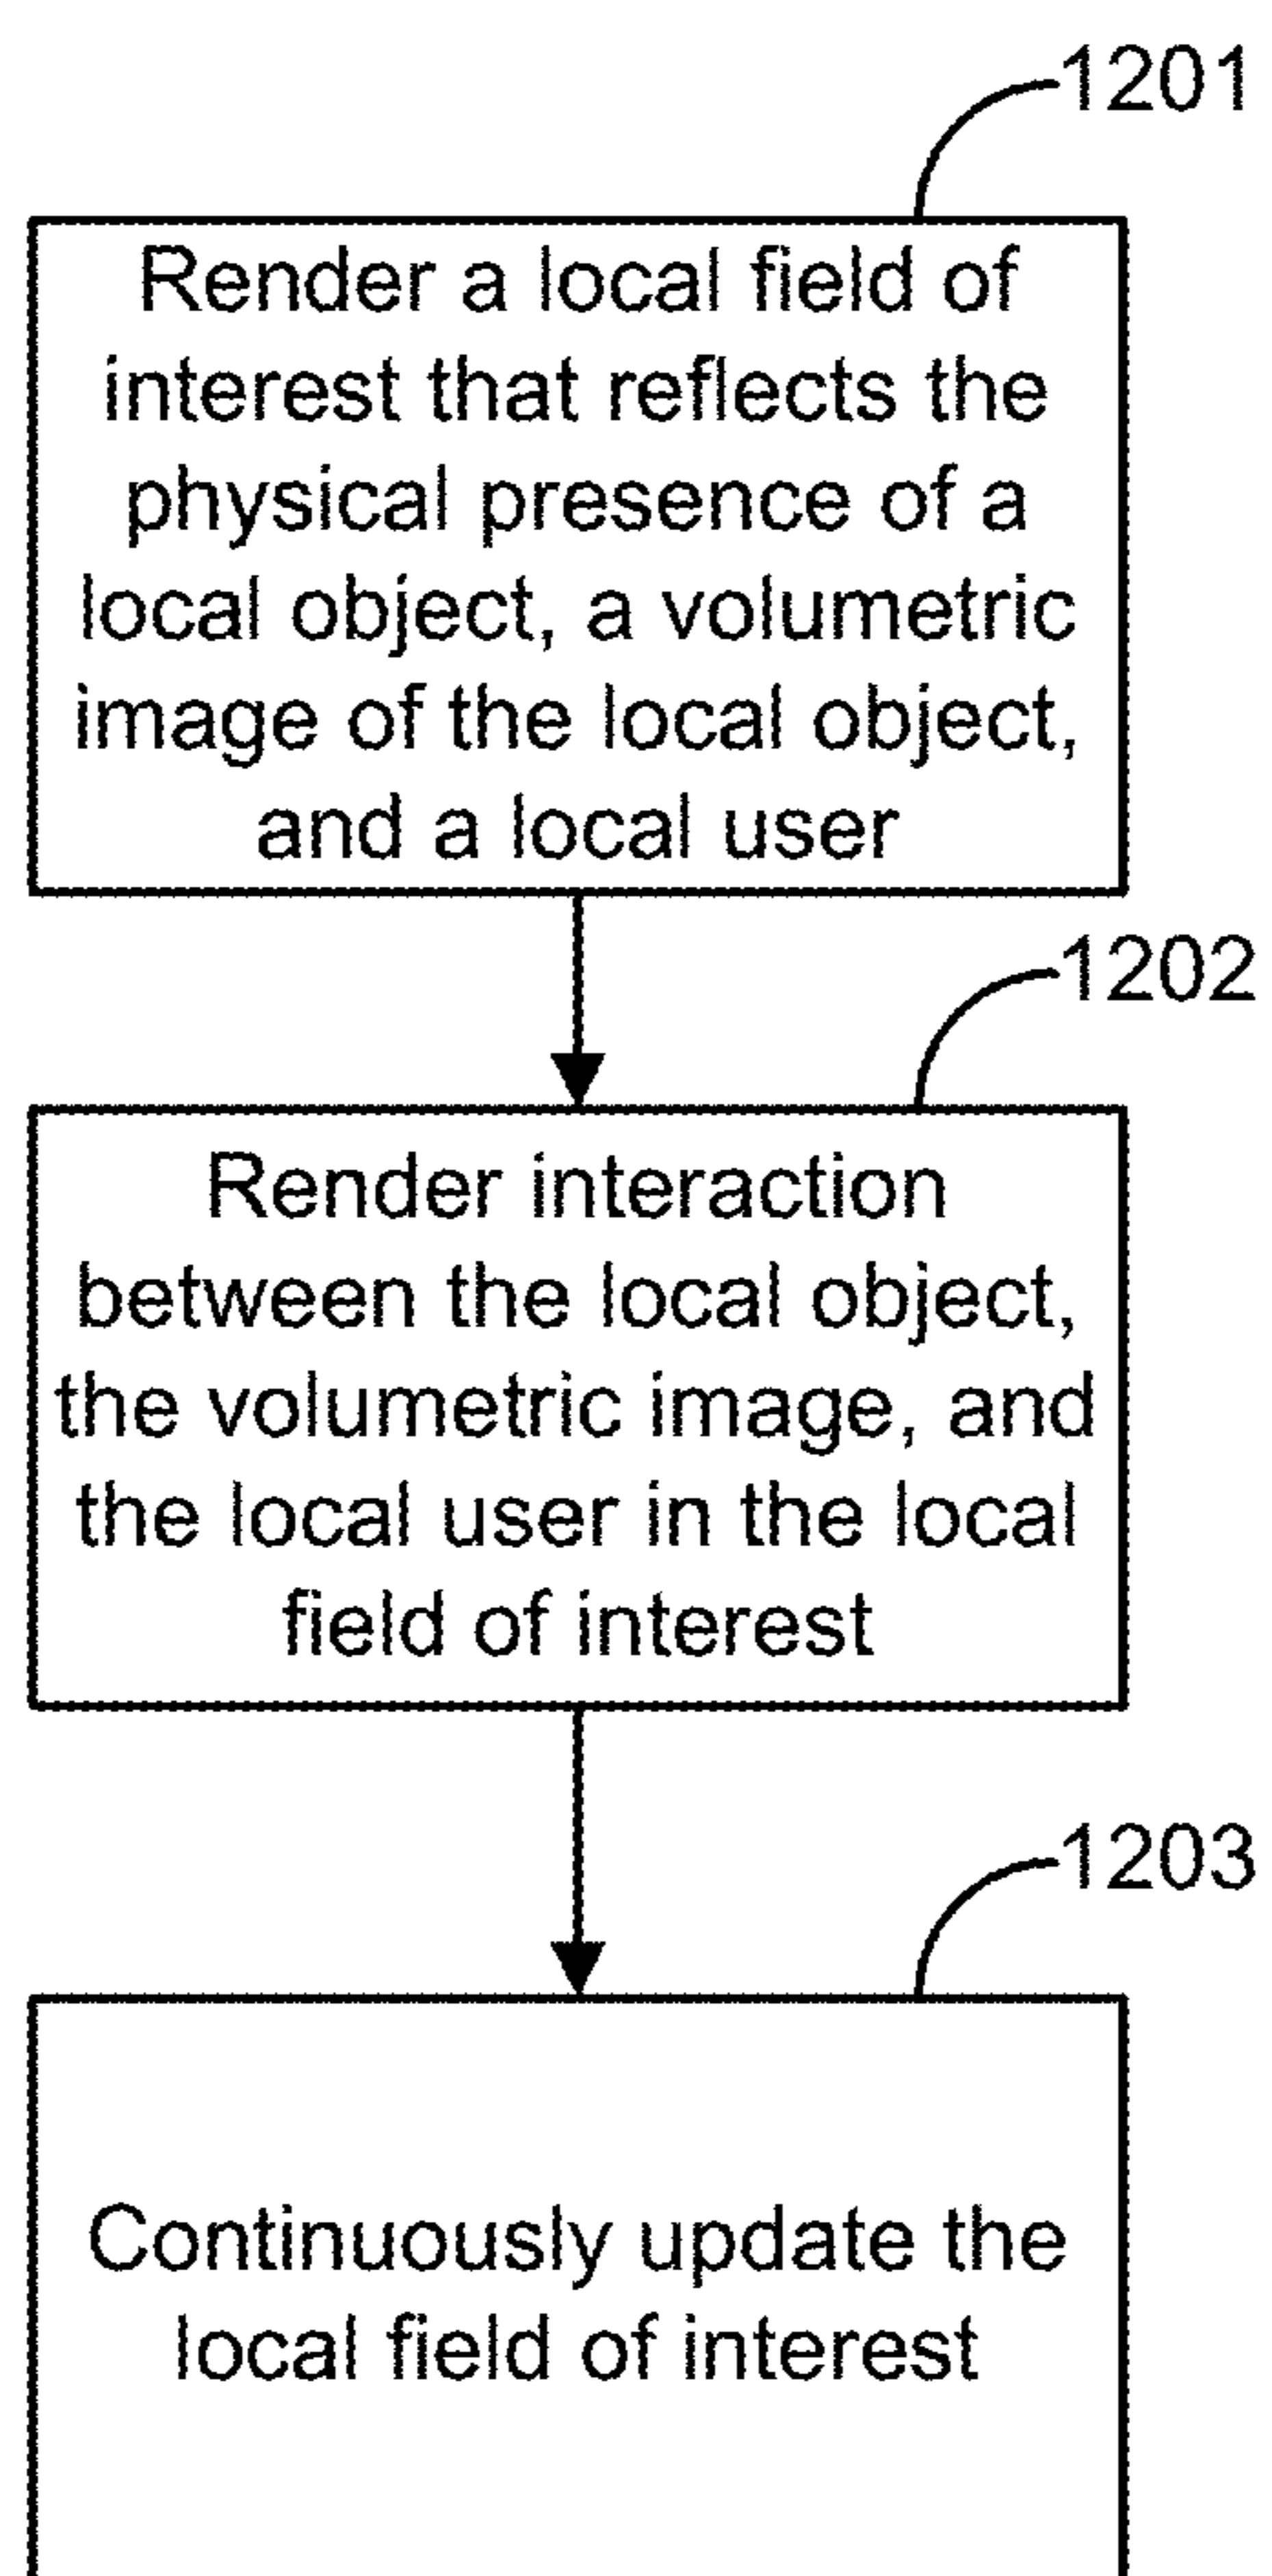 1201
Render a local field of
interest that reflects the
physical presence of a
local object, a volumetric
image of the local object,
and a local user
1202
Render interaction
between the local object,
the volumetric image, and
the local user in the local
field of interest
1203
Continuously update the
local field of interest